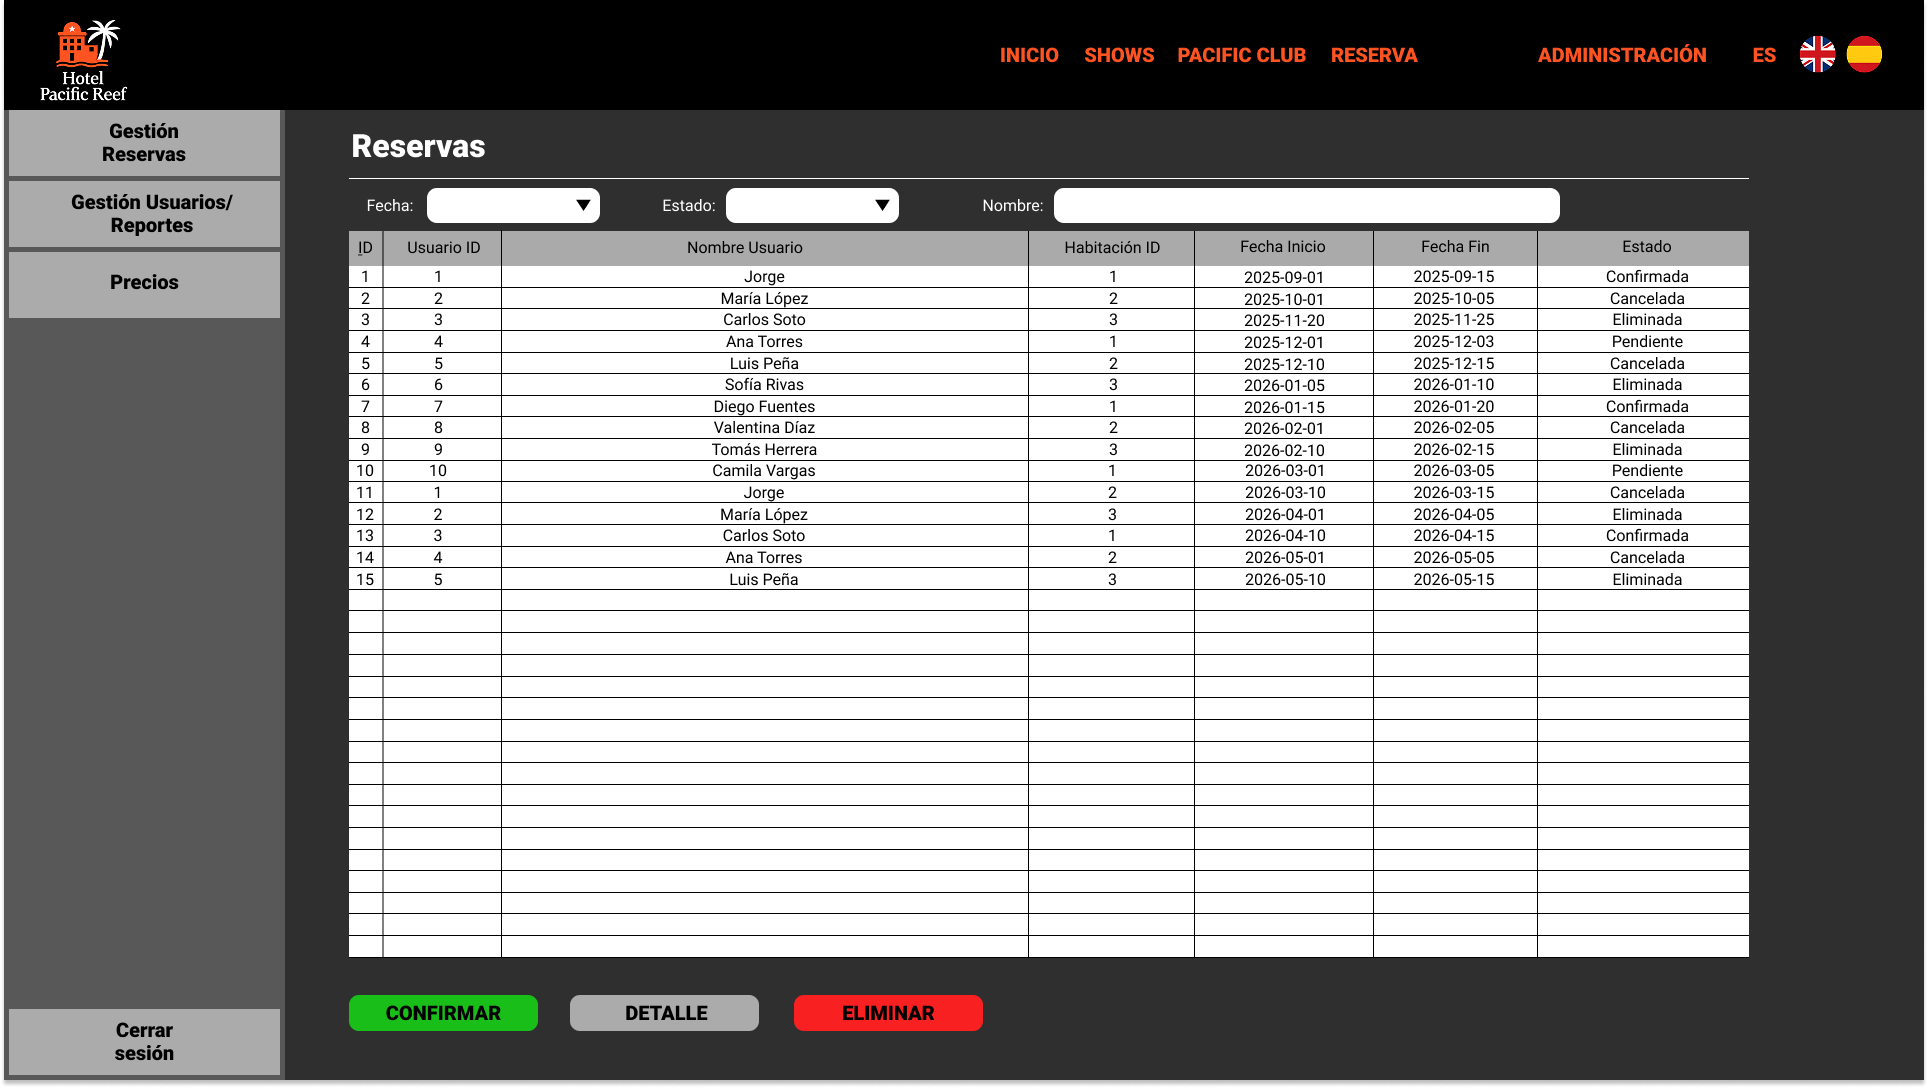 Hotel
Pacific Reef
INICIO SHOWS PACIFIC CLUB RESERVA ADMINISTRACIÓN ES
Gestión
Reservas
Gestión Usuarios/
Reportes
Precios
Cerrar
sesión
Reservas
Fecha: Estado: Nombre:
ID Usuario ID Nombre Usuario Habitación ID Fecha Inicio Fecha Fin Estado
1 1 Jorge 1 2025-09-01 2025-09-15 Confirmada
2 2 María López 2 2025-10-01 2025-10-05 Cancelada
3 3 Carlos Soto 3 2025-11-20 2025-11-25 Eliminada
4 4 Ana Torres 1 2025-12-01 2025-12-03 Pendiente
5 5 Luis Peña 2 2025-12-10 2025-12-15 Cancelada
6 6 Sofía Rivas 3 2026-01-05 2026-01-10 Eliminada
7 7 Diego Fuentes 1 2026-01-15 2026-01-20 Confirmada
8 8 Valentina Díaz 2 2026-02-01 2026-02-05 Cancelada
9 9 Tomás Herrera 3 2026-02-10 2026-02-15 Eliminada
10 10 Camila Vargas 1 2026-03-01 2026-03-05 Pendiente
11 1 Jorge 2 2026-03-10 2026-03-15 Cancelada
12 2 María López 3 2026-04-01 2026-04-05 Eliminada
13 3 Carlos Soto 1 2026-04-10 2026-04-15 Confirmada
14 4 Ana Torres 2 2026-05-01 2026-05-05 Cancelada
15 5 Luis Peña 3 2026-05-10 2026-05-15 Eliminada
CONFIRMAR DETALLE ELIMINAR